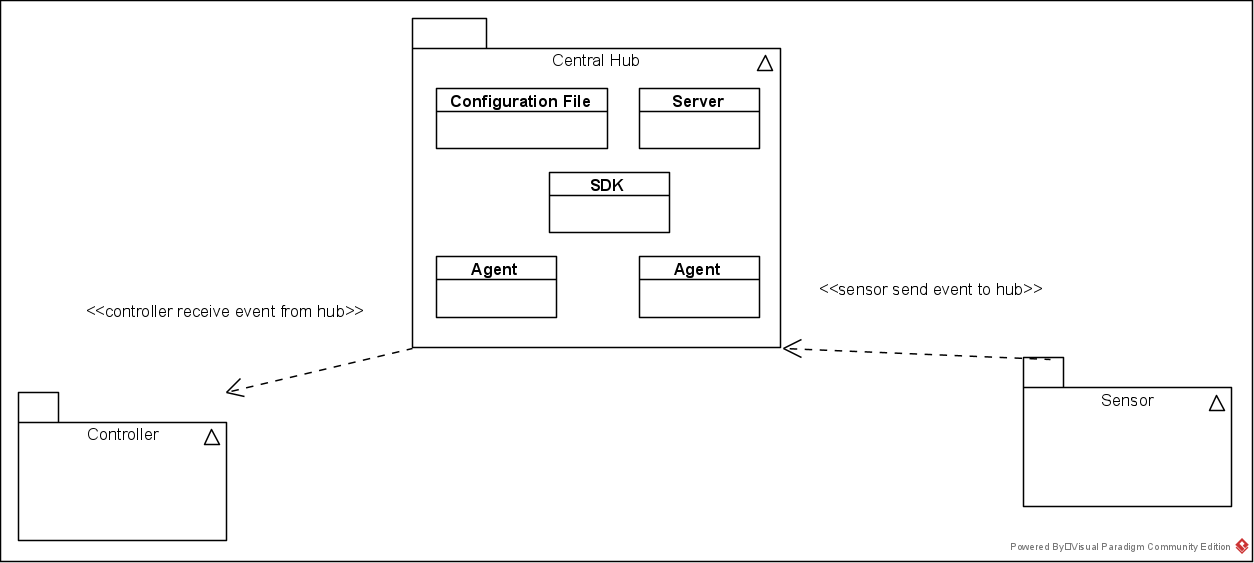 Central Hub
Configuration File
Server
SDK
Agent
Agent
<<sensor send event to hub>>
<<controller receive event from hub>>
Sensor
Controller
Powered By□Visual Paradigm Community Edition